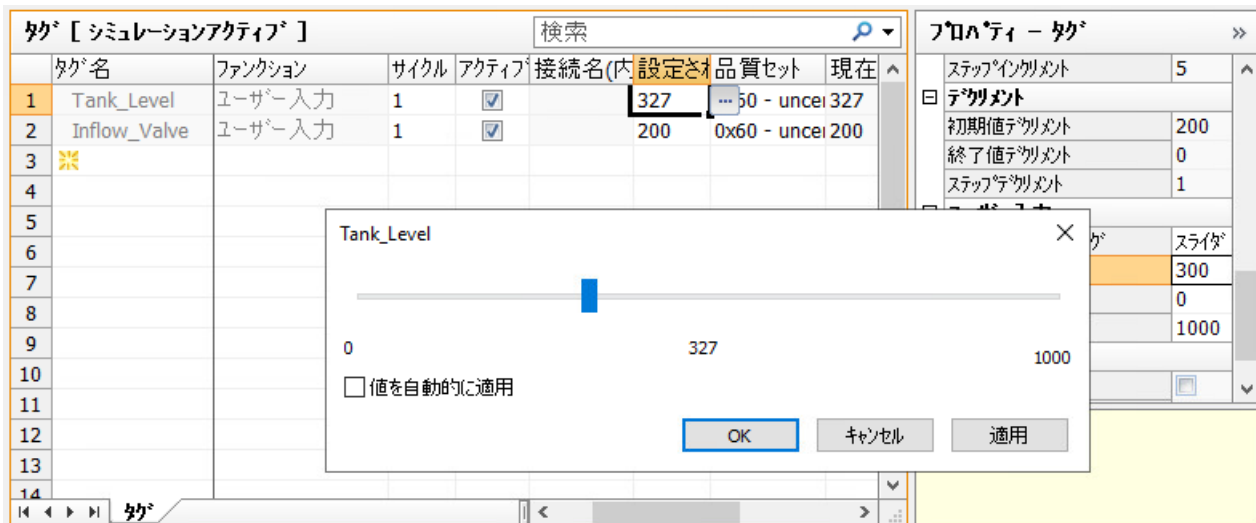 タグ [ シミュレーションアクティブ ]
検索
プロパティ - タグ
タグ名 ファンクション サイクル アクティブ 接続名(内 設定され 品質セット 現在
1 Tank_Level ユーザー入力 1 327 ... 60 - uncer 327
2 Inflow_Valve ユーザー入力 1 200 0x60 - uncer 200
3
4
5
6
7
8
9
10
11
12
13
14
タグ
ステップインクリメント 5
デクリメント
初期値デクリメント 200
終了値デクリメント 0
ステップデクリメント 1
スライダ
300
0
1000
Tank_Level
0 327 1000
値を自動的に適用
OK キャンセル 適用